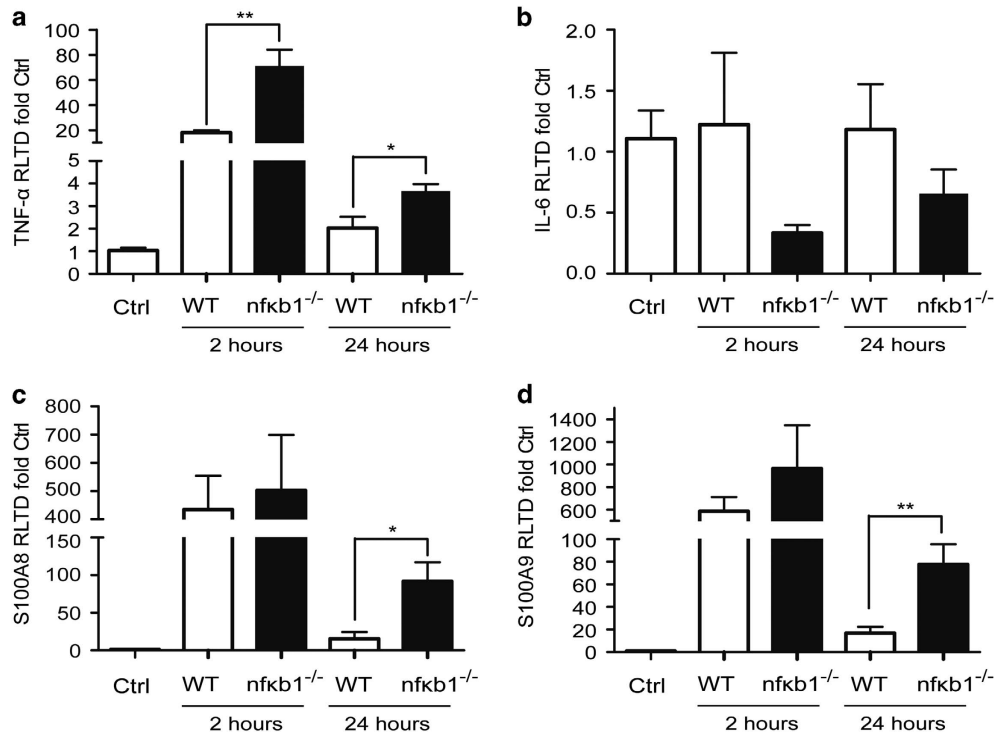 a
TNF-α RLTD fold Ctrl
100
80
60
40
20
5
4
3
2
1
0
**
*
Ctrl
WT
nfκb1-/-
WT
nfκb1-/-
2 hours
24 hours
b
IL-6 RLTD fold Ctrl
2.0
1.5
1.0
0.5
0.0
Ctrl
WT
nfκb1-/-
WT
nfκb1-/-
2 hours
24 hours
c
S100A8 RLTD fold Ctrl
800
700
600
500
400
150
100
50
0
*
Ctrl
WT
nfκb1-/-
WT
nfκb1-/-
2 hours
24 hours
d
S100A9 RLTD fold Ctrl
1400
1200
1000
800
600
80
60
40
20
0
**
Ctrl
WT
nfκb1-/-
WT
nfκb1-/-
2 hours
24 hours